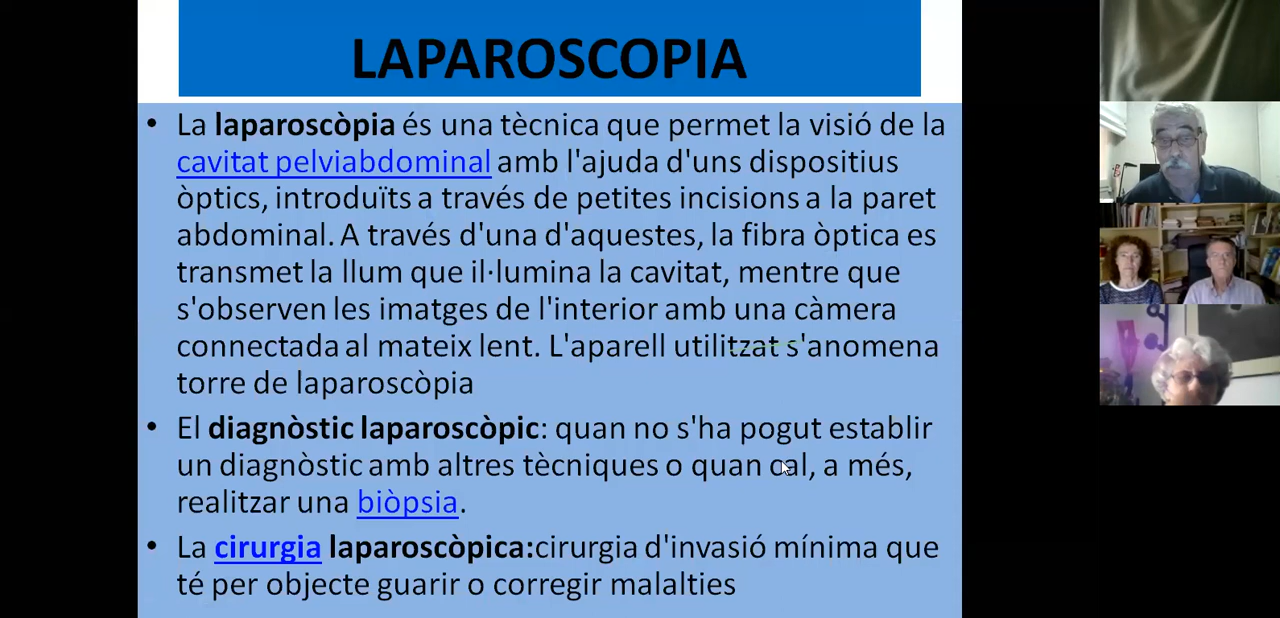 LAPAROSCOPIA
• La laparoscòpia és una tècnica que permet la visió de la
cavitat pelviabdominal amb l'ajuda d'uns dispositius
òptics, introduïts a través de petites incisions a la paret
abdominal. A través d'una d'aquestes, la fibra òptica es
transmet la llum que il·lumina la cavitat, mentre que
s'observen les imatges de l'interior amb una càmera
connectada al mateix lent. L'aparell utilitzat s'anomena
torre de laparoscòpia
• El diagnòstic laparoscòpic: quan no s'ha pogut establir
un diagnòstic amb altres tècniques o quan cal, a més,
realitzar una biòpsia.
• La cirurgia laparoscòpica:cirurgia d'invasió mínima que
té per objecte guarir o corregir malalties